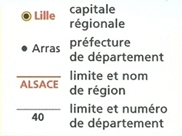 Lille capitale
régionale
Arras préfecture
de département
ALSACE limite et nom
de région
40 limite et numéro
de département